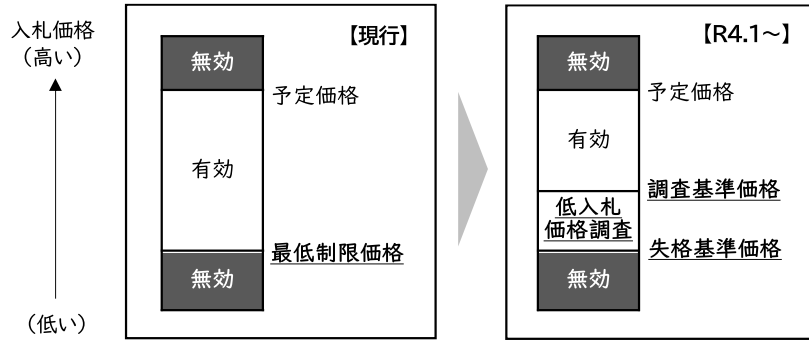 入札価格
（高い）
（低い）
【現行】
無効
予定価格
有効
最低制限価格
無効
【R4.1～】
無効
予定価格
有効
調査基準価格
低入札
価格調査
失格基準価格
無効